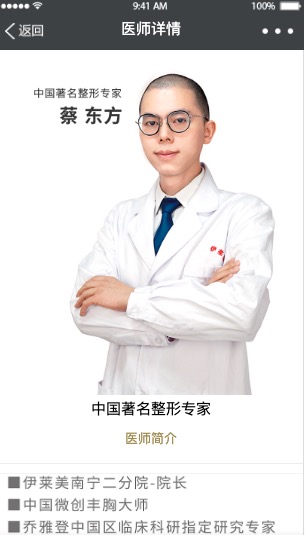 9:41 AM
100%
返回
医师详情
中国著名整形专家
蔡 东方
中国著名整形专家
医师简介
■伊莱美南宁二分院-院长
■中国微创丰胸大师
■乔雅登中国区临床科研指定研究专家